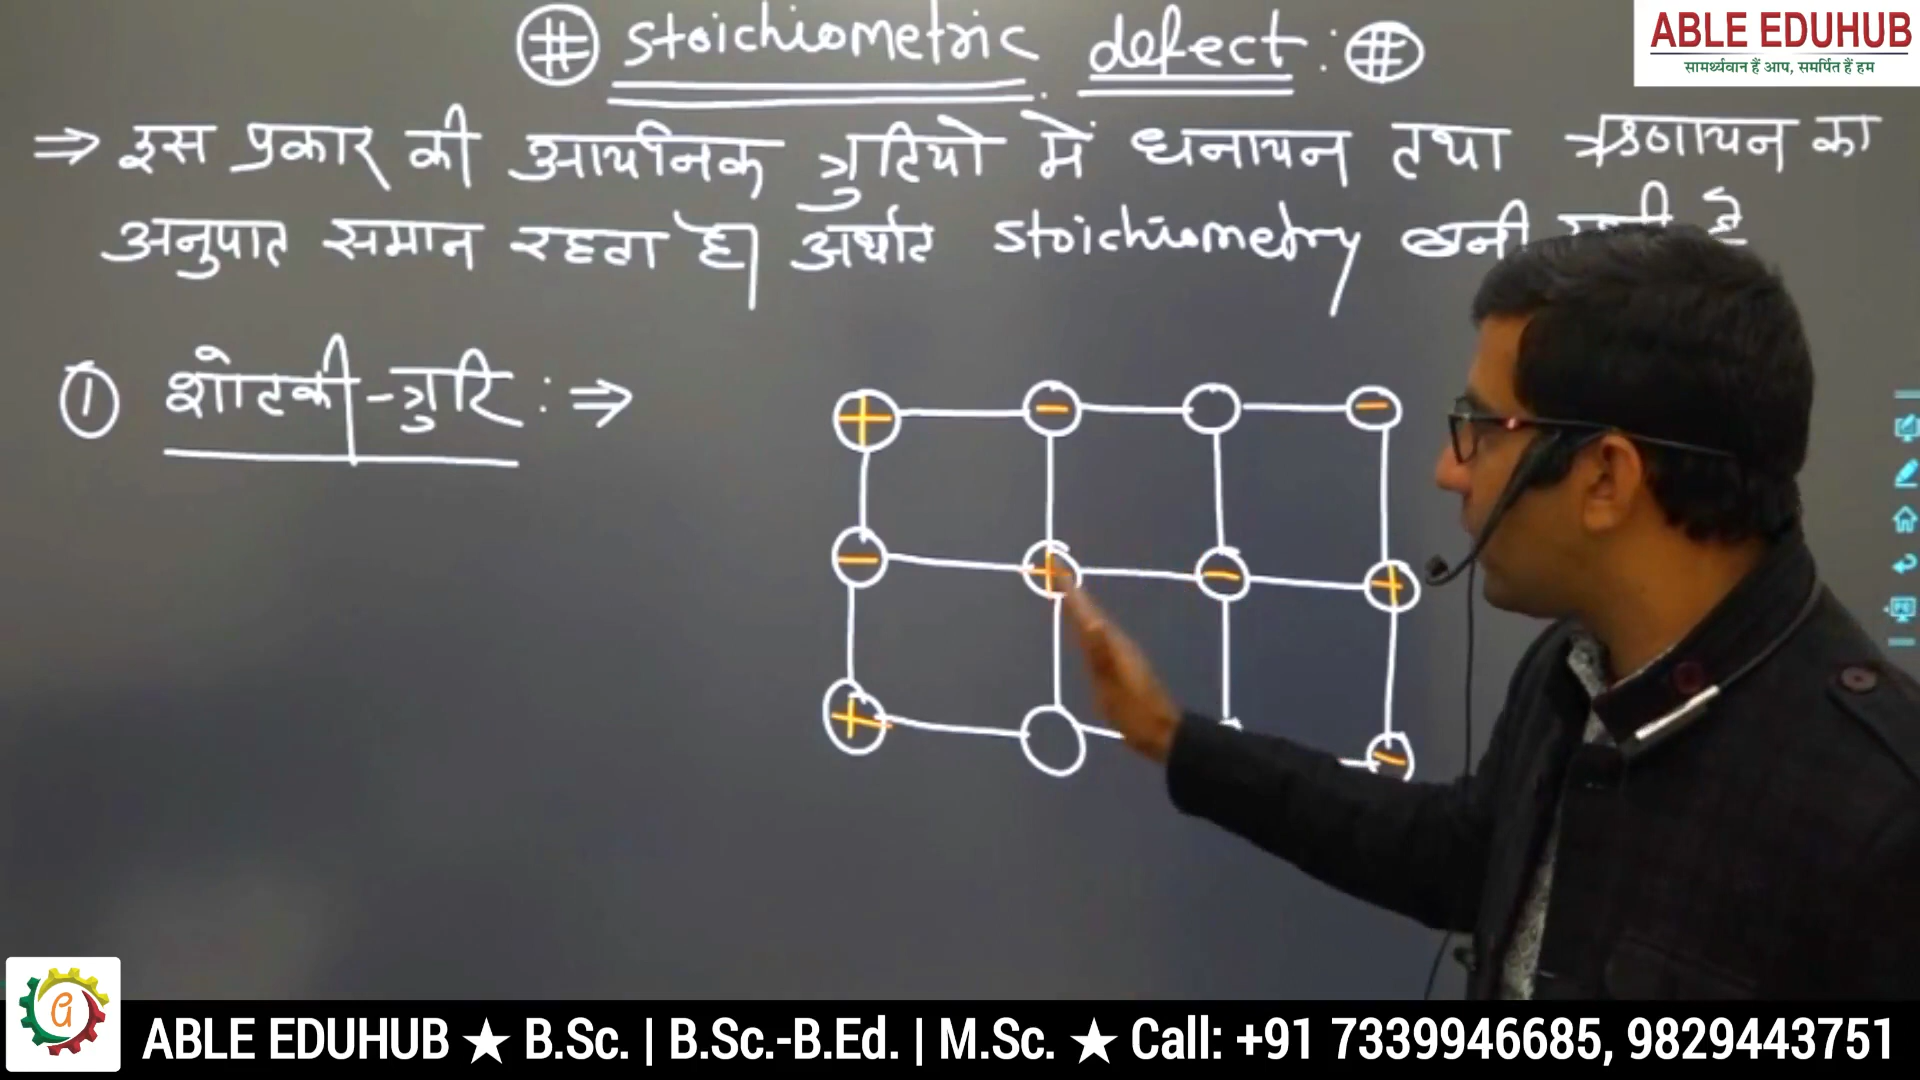 # stoichiometric defect : #
ABLE EDUHUB
सामर्थ्यवान हैं आप, समर्पित हैं हम
⇒ इस प्रकार की आयनिक त्रुटियो में धनायन तथा ऋणायन का
अनुपात समान रहता है। अर्थात stoichiometry बनी है
① शोटकी-त्रुटि : ⇒
+ - -
- + - +
+ -
ABLE EDUHUB ★ B.Sc. | B.Sc.-B.Ed. | M.Sc. ★ Call: +91 7339946685, 9829443751